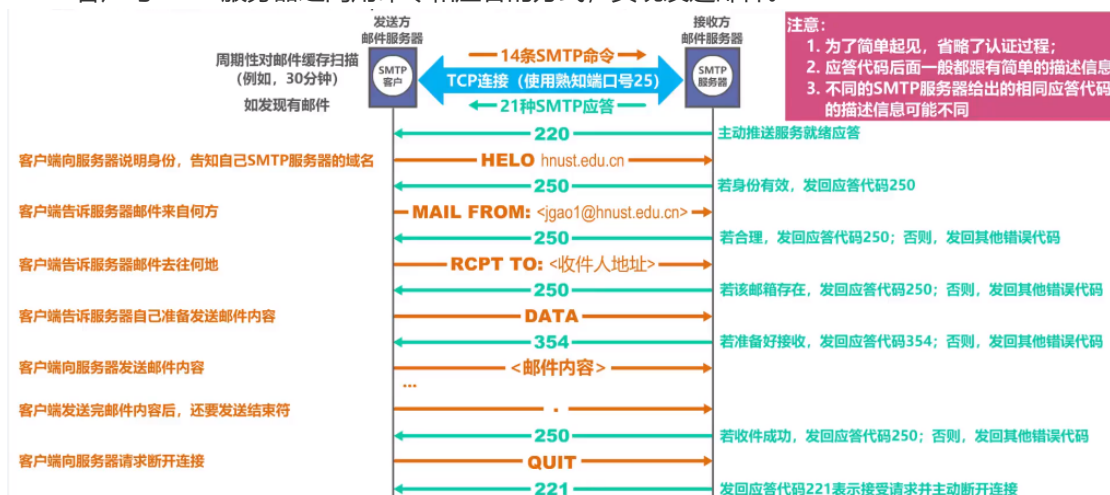 发送方
邮件服务器
接收方
邮件服务器
周期性对邮件缓存扫描
(例如，30分钟)
如发现有邮件
SMTP
客户
14条SMTP命令
TCP连接（使用熟知端口号25）
21种SMTP应答
SMTP
服务器
注意：
1. 为了简单起见，省略了认证过程；
2. 应答代码后面一般都跟有简单的描述信息
3. 不同的SMTP服务器给出的相同应答代码
的描述信息可能不同
220
主动推送服务就绪应答
客户端向服务器说明身份，告知自己SMTP服务器的域名
HELO hnust.edu.cn
250
若身份有效，发回应答代码250
客户端告诉服务器邮件来自何方
MAIL FROM: <jgao1@hnust.edu.cn>
250
若合理，发回应答代码250；否则，发回其他错误代码
客户端告诉服务器邮件去往何地
RCPT TO: <收件人地址>
250
若该邮箱存在，发回应答代码250；否则，发回其他错误代码
客户端告诉服务器自己准备发送邮件内容
DATA
354
若准备好接收，发回应答代码354；否则，发回其他错误代码
客户端向服务器发送邮件内容
<邮件内容>
...
客户端发送完邮件内容后，还要发送结束符
.
250
若收件成功，发回应答代码250；否则，发回其他错误代码
客户端向服务器请求断开连接
QUIT
221
发回应答代码221表示接受请求并主动断开连接